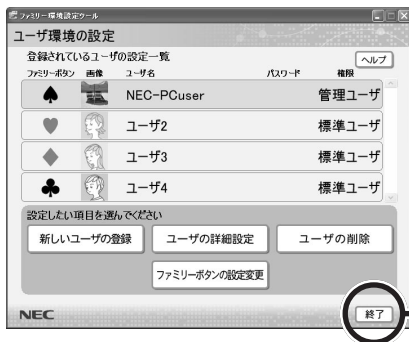 ファミリー環境設定ツール
ユーザ環境の設定
登録されているユーザの設定一覧 ヘルプ
ファミリーボタン 画像 ユーザ名 パスワード 権限
NEC-PCuser 管理ユーザ
ユーザ2 標準ユーザ
ユーザ3 標準ユーザ
ユーザ4 標準ユーザ
設定したい項目を選んでください
新しいユーザの登録 ユーザの詳細設定 ユーザの削除
ファミリーボタンの設定変更
NEC 終了